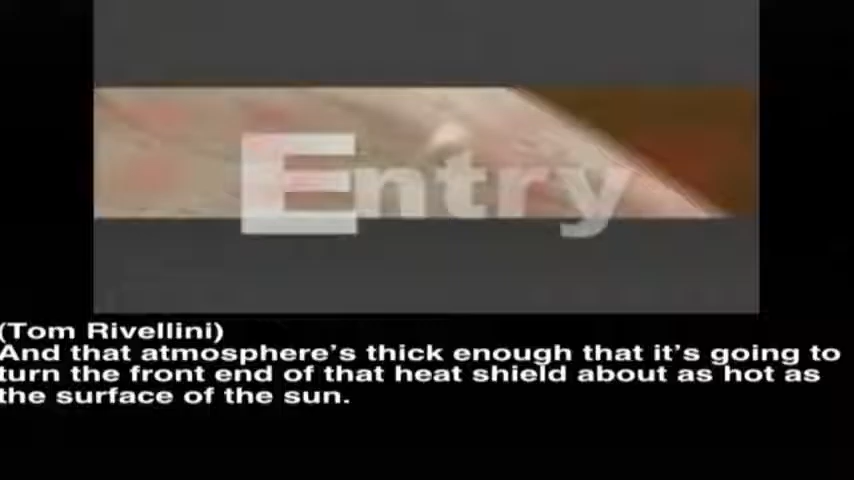 Entry
(Tom Rivellini)
And that atmosphere's thick enough that it's going to
turn the front end of that heat shield about as hot as
the surface of the sun.